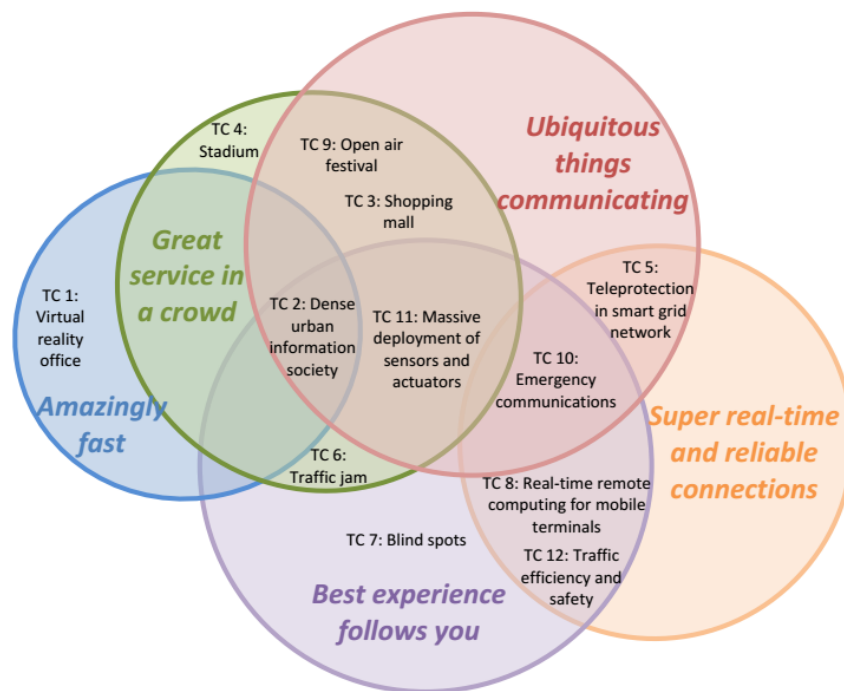 TC 4:
Stadium
TC 9: Open air
festival
Ubiquitous
things
communicating
TC 3: Shopping
mall
Great
service in
a crowd
TC 1:
Virtual
reality
office
TC 2: Dense
urban
information
society
TC 11: Massive
deployment of
sensors and
actuators
TC 5:
Teleprotection
in smart grid
network
TC 10:
Emergency
communications
Amazingly
fast
Super real-time
and reliable
connections
TC 6:
Traffic jam
TC 8: Real-time remote
computing for mobile
terminals
TC 7: Blind spots
TC 12: Traffic
efficiency and
safety
Best experience
follows you